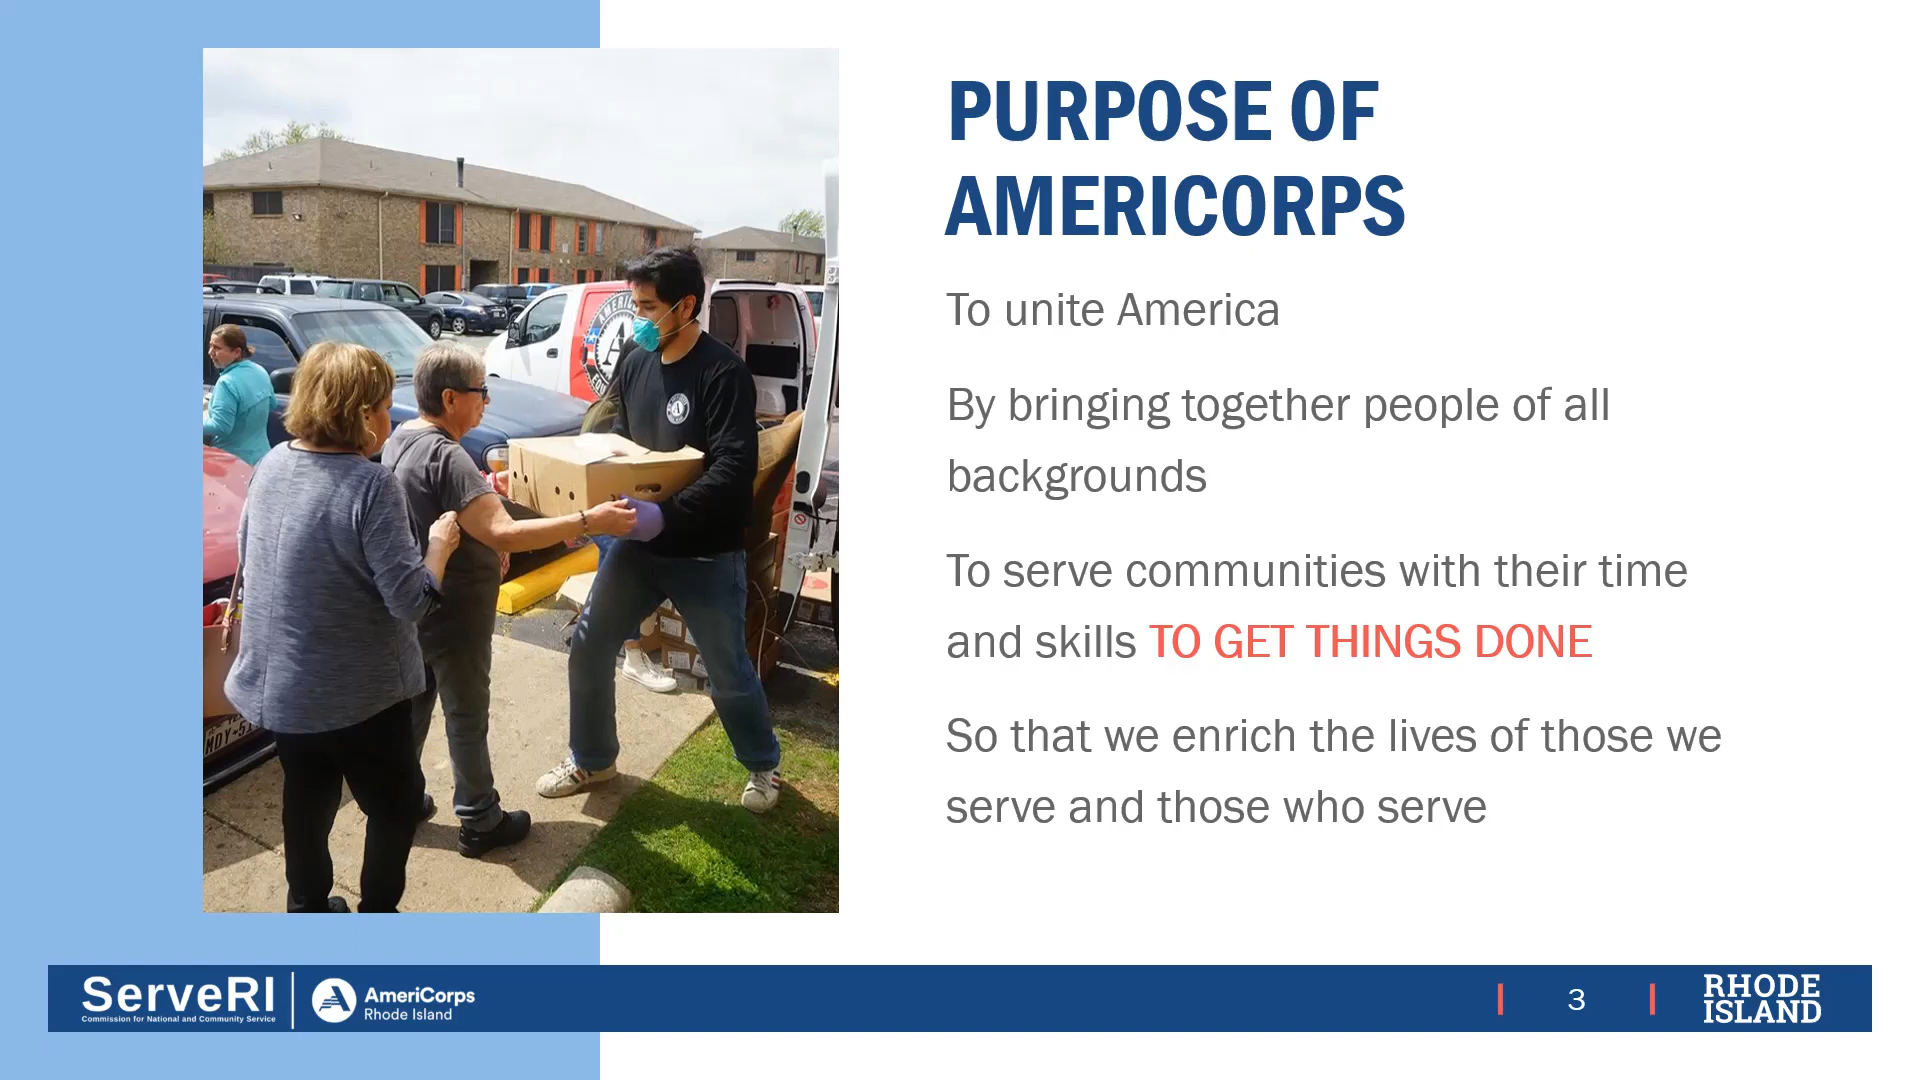 PURPOSE OF
AMERICORPS
To unite America
By bringing together people of all
backgrounds
To serve communities with their time
and skills TO GET THINGS DONE
So that we enrich the lives of those we
serve and those who serve
ServeRI
Commission for National and Community Service
AmeriCorps
Rhode Island
3
RHODE
ISLAND